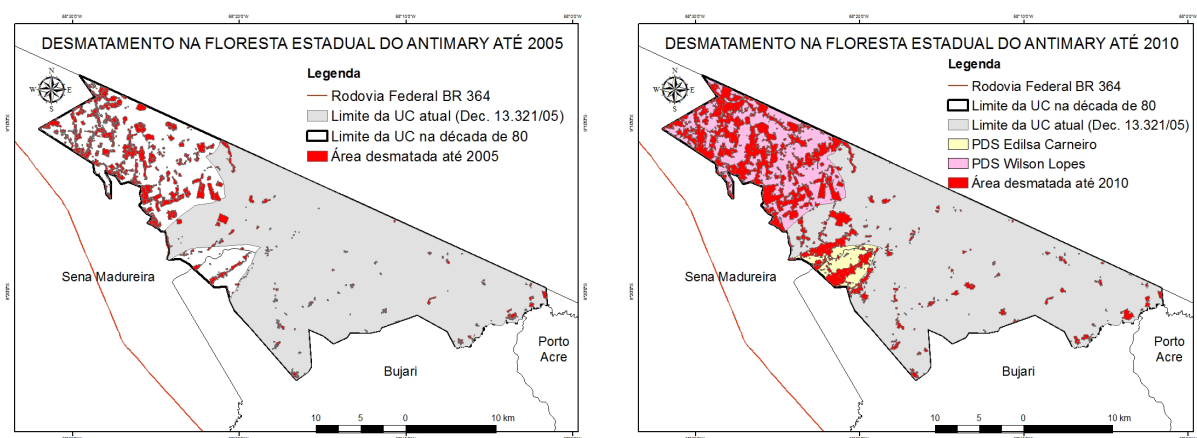 DESMATAMENTO NA FLORESTA ESTADUAL DO ANTIMARY ATÉ 2005
N
W E
S
Legenda
Rodovia Federal BR 364
Limite da UC atual (Dec. 13.321/05)
Limite da UC na década de 80
Área desmatada até 2005
Sena Madureira
Bujari
Porto
Acre
10 5 0 10 km
DESMATAMENTO NA FLORESTA ESTADUAL DO ANTIMARY ATÉ 2010
N
W E
S
Legenda
Rodovia Federal BR 364
Limite da UC na década de 80
Limite da UC atual (Dec. 13.321/05)
PDS Edilsa Carneiro
PDS Wilson Lopes
Área desmatada até 2010
Sena Madureira
Bujari
Porto
Acre
10 5 0 10 km